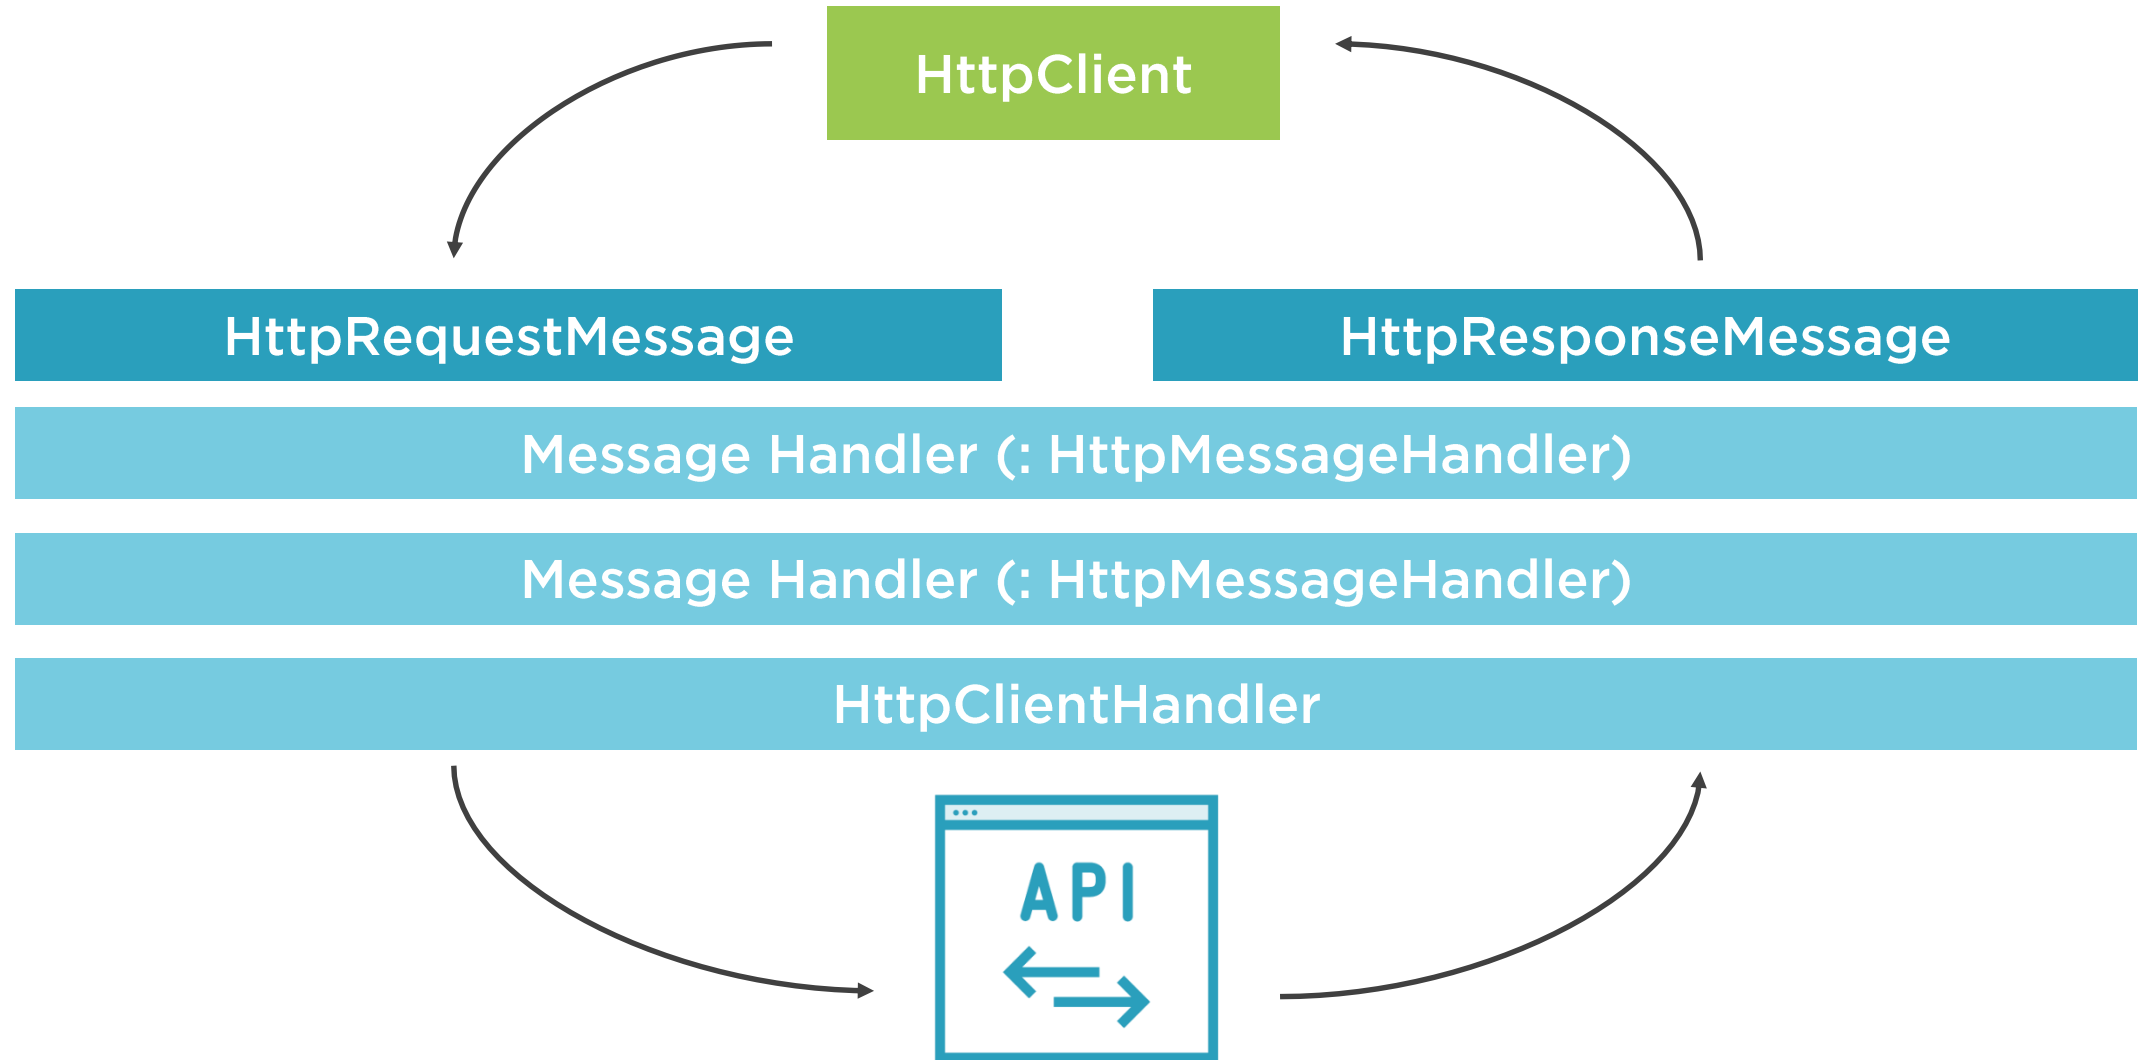 HttpClient
HttpRequestMessage
HttpResponseMessage
Message Handler (: HttpMessageHandler)
Message Handler (: HttpMessageHandler)
HttpClientHandler
API